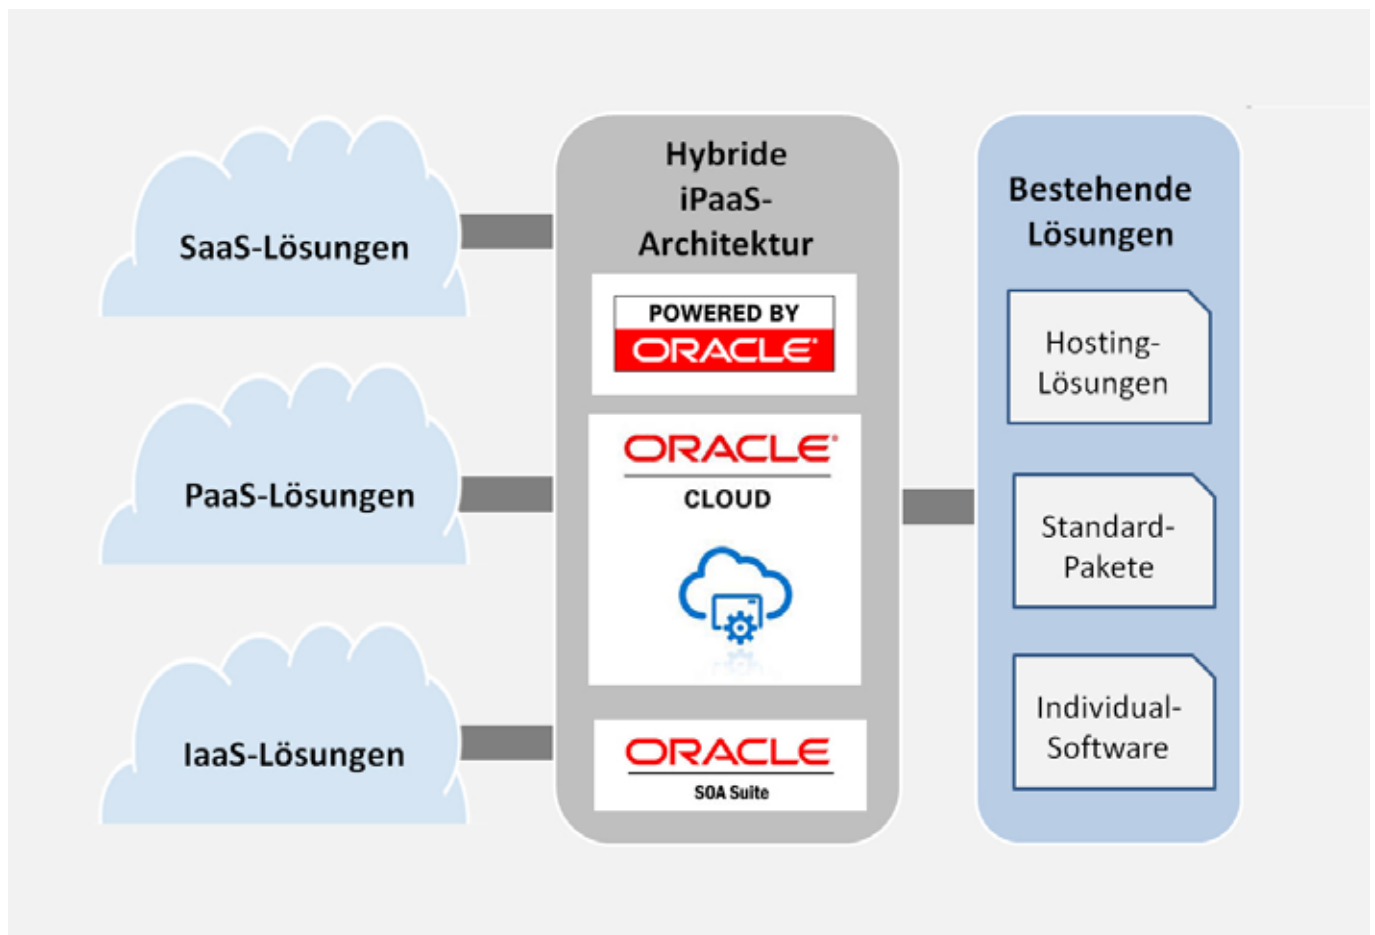 SaaS-Lösungen
PaaS-Lösungen
IaaS-Lösungen
Hybride
iPaaS-
Architektur
POWERED BY
ORACLE®
ORACLE®
CLOUD
ORACLE
SOA Suite
Bestehende
Lösungen
Hosting-
Lösungen
Standard-
Pakete
Individual-
Software